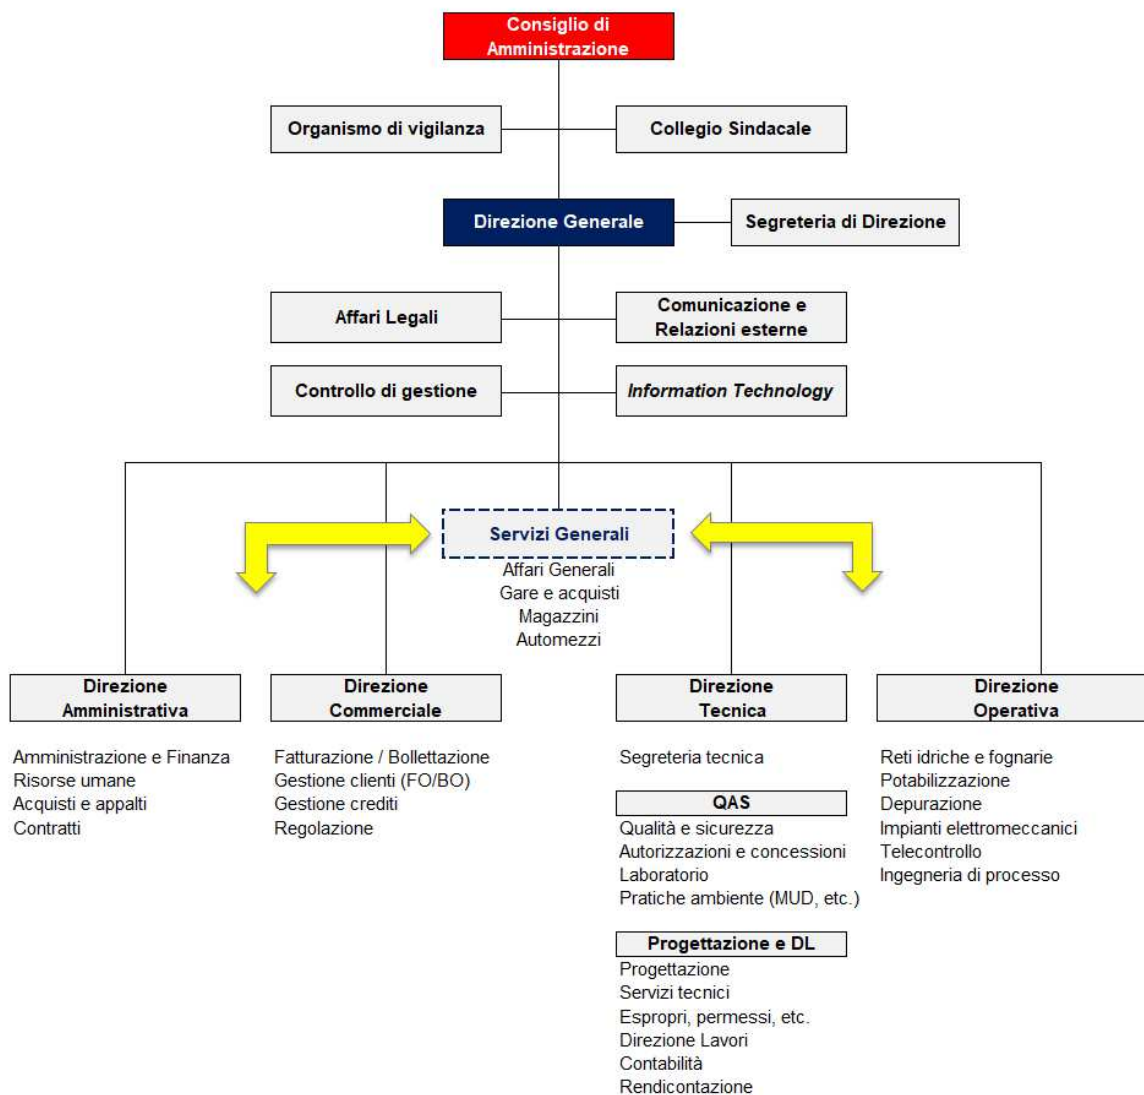 Consiglio di
Amministrazione
Organismo di vigilanza
Collegio Sindacale
Direzione Generale
Segreteria di Direzione
Affari Legali
Comunicazione e
Relazioni esterne
Controllo di gestione
Information Technology
Servizi Generali
Affari Generali
Gare e acquisti
Magazzini
Automezzi
Direzione
Amministrativa
Amministrazione e Finanza
Risorse umane
Acquisti e appalti
Contratti
Direzione
Commerciale
Fatturazione / Bollettazione
Gestione clienti (FO/BO)
Gestione crediti
Regolazione
Direzione
Tecnica
Segreteria tecnica
QAS
Qualità e sicurezza
Autorizzazioni e concessioni
Laboratorio
Pratiche ambiente (MUD, etc.)
Progettazione e DL
Progettazione
Servizi tecnici
Espropri, permessi, etc.
Direzione Lavori
Contabilità
Rendicontazione
Direzione
Operativa
Reti idriche e fognarie
Potabilizzazione
Depurazione
Impianti elettromeccanici
Telecontrollo
Ingegneria di processo